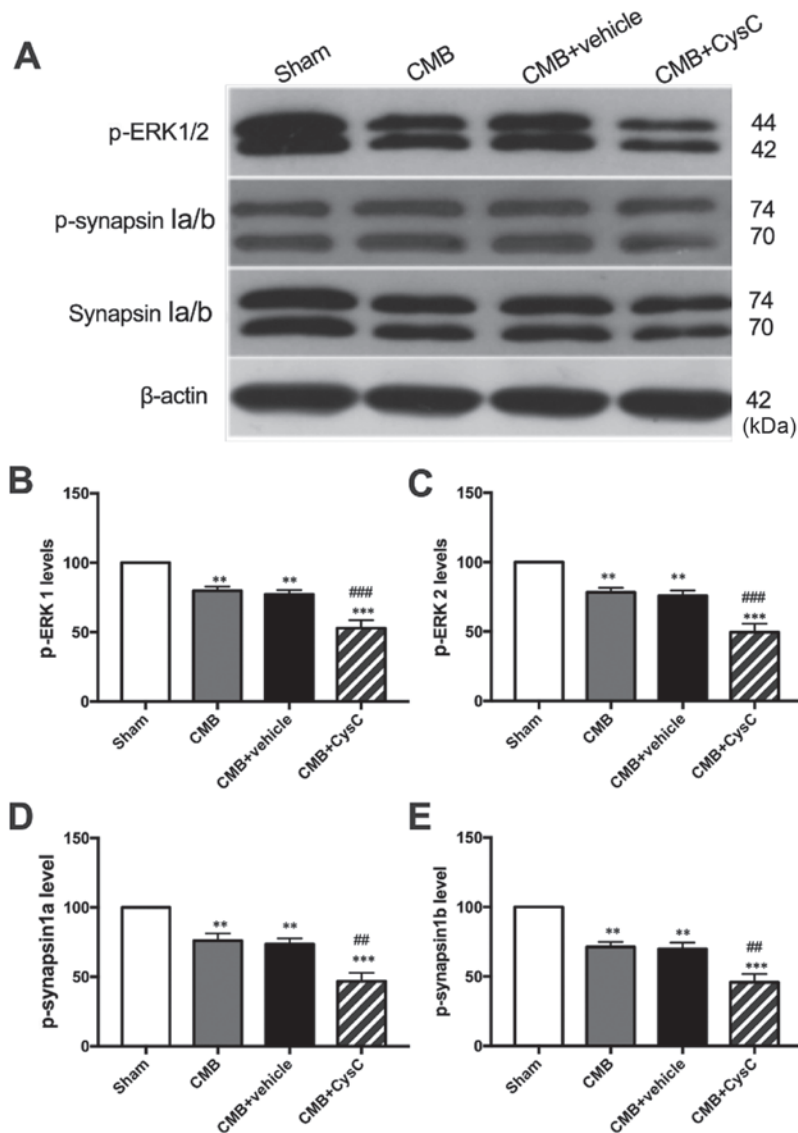 A
Sham
CMB
CMB+vehicle
CMB+CysC
p-ERK1/2
44
42
p-synapsin Ia/b
74
70
Synapsin Ia/b
74
70
β-actin
42
(kDa)
B
150
100
50
0
p-ERK 1 levels
**
**
###
***
Sham
CMB
CMB+vehicle
CMB+CysC
C
150
100
50
0
p-ERK 2 levels
**
**
###
***
Sham
CMB
CMB+vehicle
CMB+CysC
D
150
100
50
0
p-synapsin1a level
**
**
##
***
Sham
CMB
CMB+vehicle
CMB+CysC
E
150
100
50
0
p-synapsin1b level
**
**
##
***
Sham
CMB
CMB+vehicle
CMB+CysC